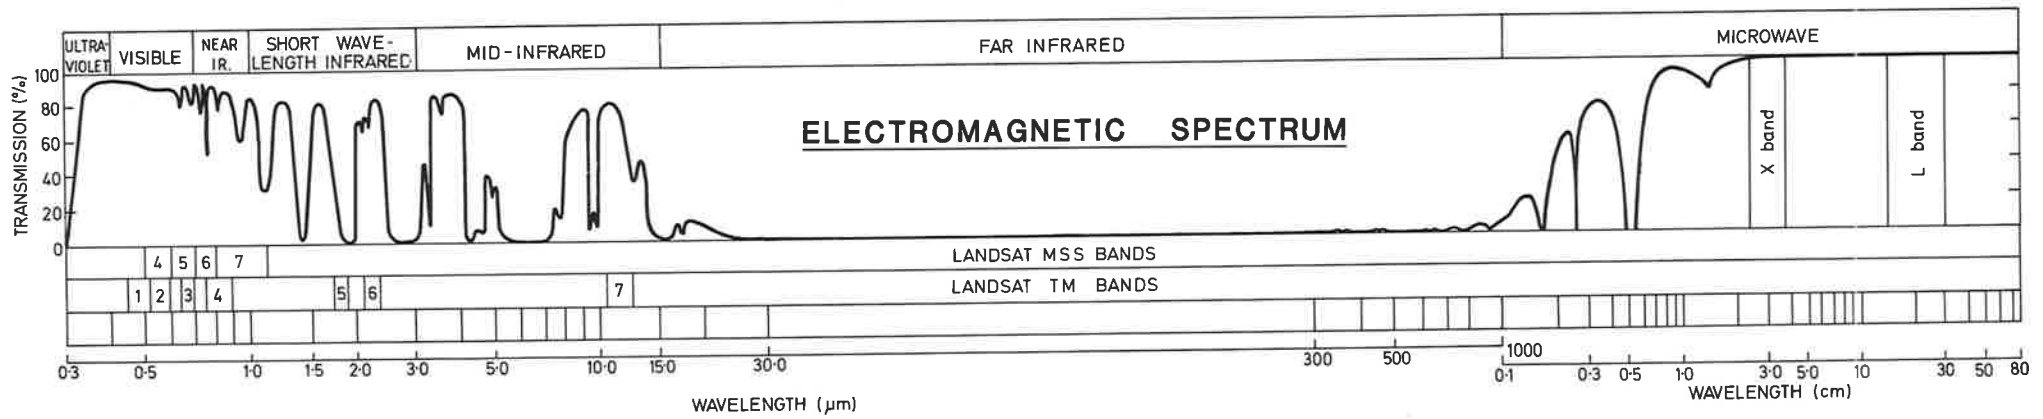 ULTRA- VIOLET
VISIBLE
NEAR IR.
SHORT WAVE- LENGTH INFRARED
MID-INFRARED
FAR INFRARED
MICROWAVE
TRANSMISSION (%)
100
80
60
40
20
0
ELECTROMAGNETIC SPECTRUM
X band
L band
4 5 6 7 LANDSAT MSS BANDS
1 2 3 4 5 6 7 LANDSAT TM BANDS
0·3 0·5 1·0 1·5 2·0 3·0 5·0 10·0 15·0 30·0 300 500 1000
0·1 0·3 0·5 1·0 3·0 5·0 10 30 50 80
WAVELENGTH (µm)
WAVELENGTH (cm)